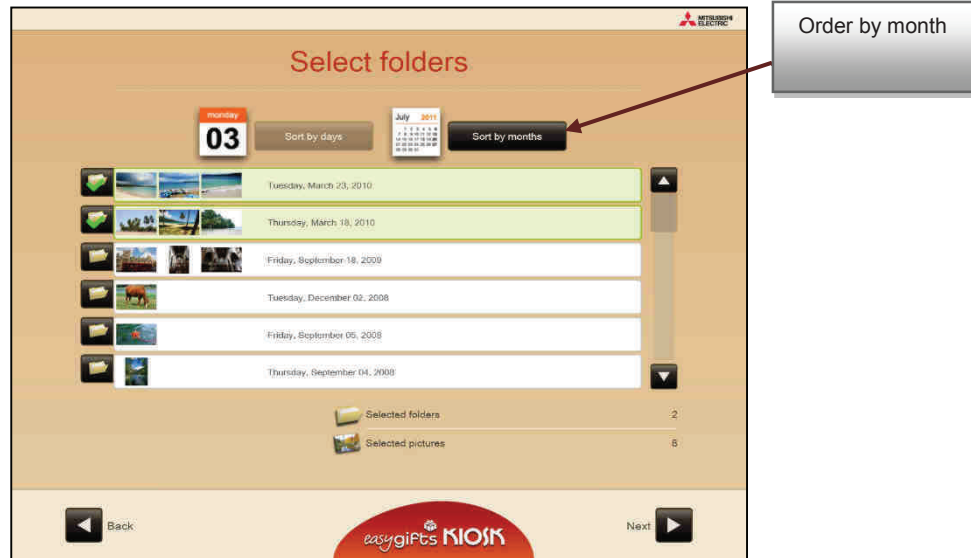 MITSUBISHI
ELECTRIC
Order by month
Select folders
monday
03
Sort by days
July 2011
Sort by months
Tuesday, March 23, 2010
Thursday, March 18, 2010
Friday, September 18, 2009
Tuesday, December 02, 2008
Friday, September 05, 2008
Thursday, September 04, 2008
Selected folders 2
Selected pictures 8
Back
easygifts KIOSK
Next